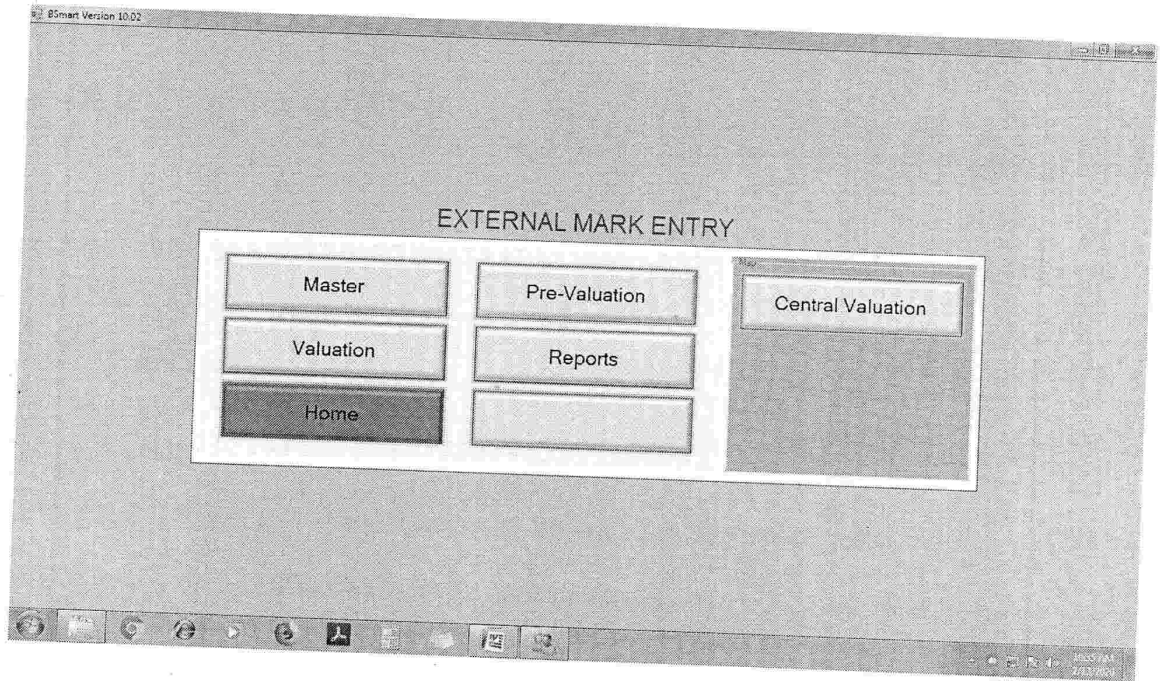 BSmart Version 10.02
EXTERNAL MARK ENTRY
Master
Pre-Valuation
Central Valuation
Valuation
Reports
Home